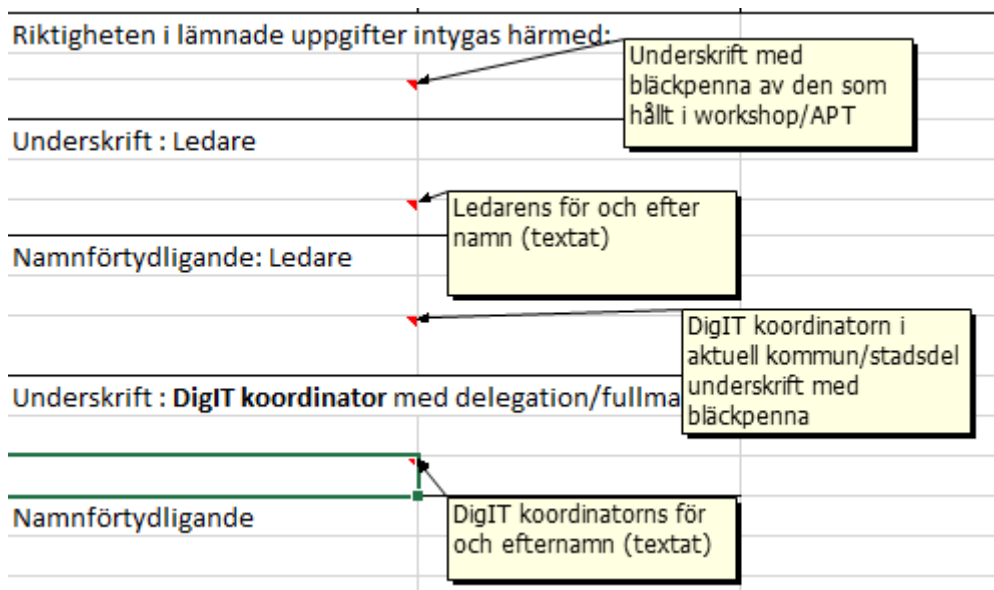 Riktigheten i lämnade uppgifter intygas härmed:
Underskrift med
bläckpenna av den som
hållt i workshop/APT
Underskrift : Ledare
Ledarens för och efter
namn (textat)
Namnförtydligande: Ledare
DigIT koordinatorn i
aktuell kommun/stadsdel
underskrift med
bläckpenna
Underskrift : DigIT koordinator med delegation/fullma
Namnförtydligande
DigIT koordinatorns för
och efternamn (textat)